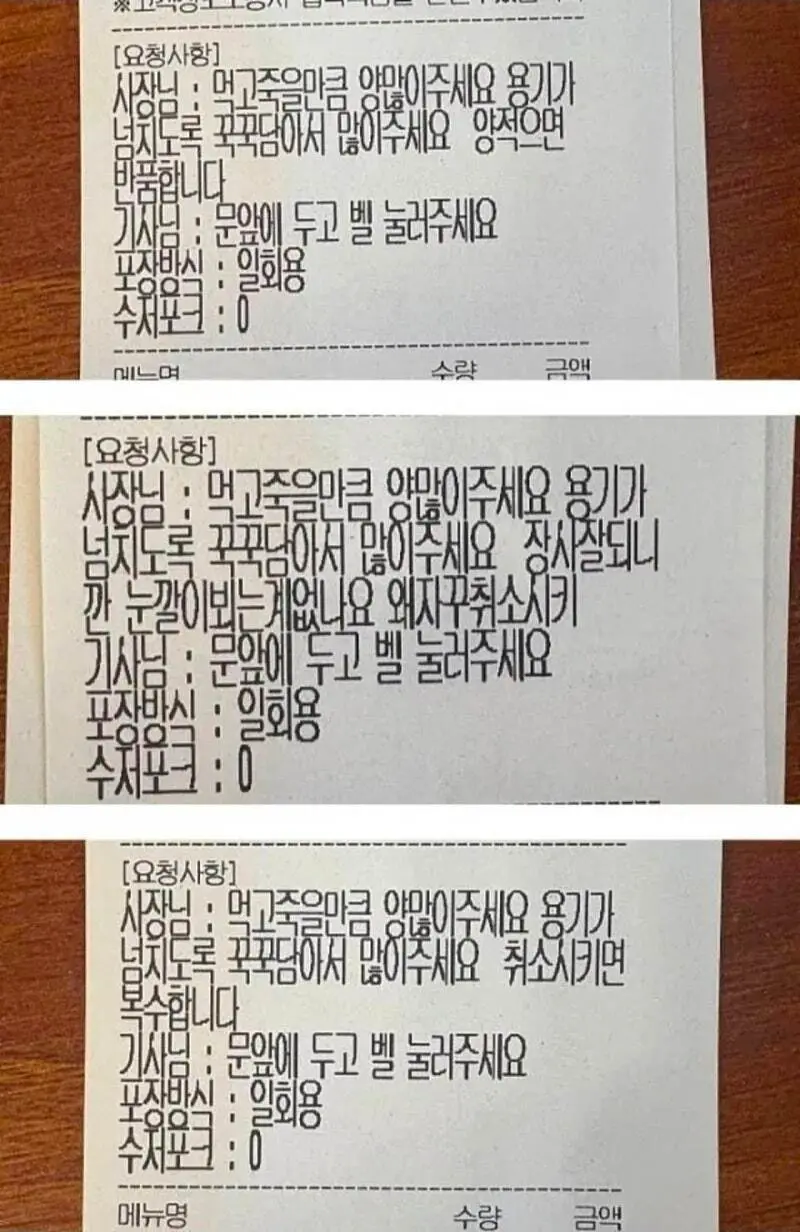 [요청사항]
사장님 : 먹고죽을만큼 양많이주세요 용기가
넘치도록 꾹꾹담아서 많이주세요 양적으면
반품합니다
기사님 : 문앞에 두고 벨 눌러주세요
포장방식 : 일회용
수저포크 : 0
메뉴명 수량 금액
[요청사항]
사장님 : 먹고죽을만큼 양많이주세요 용기가
넘치도록 꾹꾹담아서 많이주세요 장사잘되니
깐 눈깔이뵈는게없나요 왜자꾸취소시키
기사님 : 문앞에 두고 벨 눌러주세요
포장방식 : 일회용
수저포크 : 0
[요청사항]
사장님 : 먹고죽을만큼 양많이주세요 용기가
넘치도록 꾹꾹담아서 많이주세요 취소시키면
복수합니다
기사님 : 문앞에 두고 벨 눌러주세요
포장방식 : 일회용
수저포크 : 0
메뉴명 수량 금액